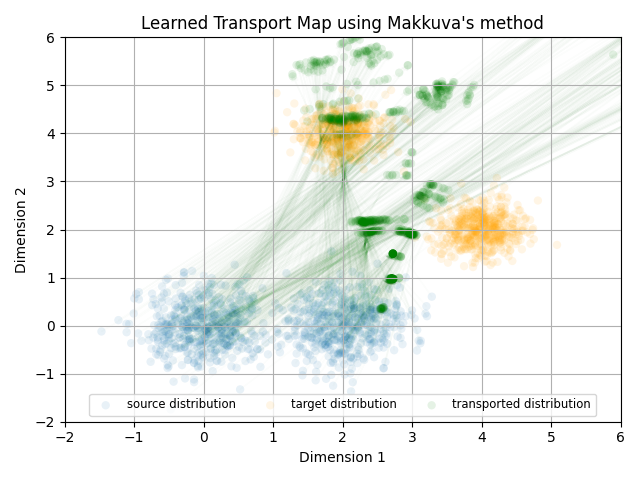 Learned Transport Map using Makkuva's method
6
5
4
3
2
1
0
−1
−2
Dimension 2
source distribution target distribution transported distribution
−2 −1 0 1 2 3 4 5 6
Dimension 1